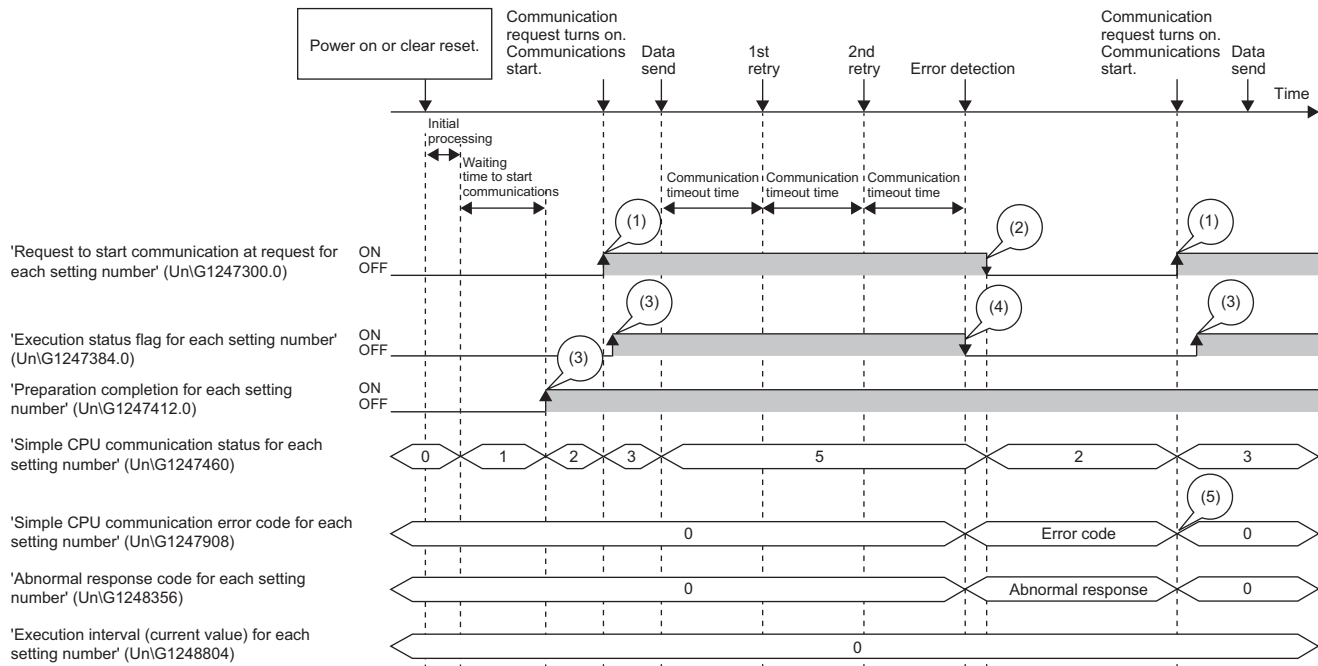 Power on or clear reset.
Communication
request turns on.
Communications
start.
Data
send
1st
retry
2nd
retry
Error detection
Communication
request turns on.
Communications
start.
Data
send
Time
Initial
processing
Waiting
time to start
communications
Communication
timeout time
Communication
timeout time
Communication
timeout time
'Request to start communication at request for
each setting number' (Un\G1247300.0)
ON
OFF
(1)
(2)
(1)
'Execution status flag for each setting number'
(Un\G1247384.0)
ON
OFF
(3)
(4)
(3)
'Preparation completion for each setting
number' (Un\G1247412.0)
ON
OFF
(3)
'Simple CPU communication status for each
setting number' (Un\G1247460)
0 1 2 3 5 2 3
'Simple CPU communication error code for each
setting number' (Un\G1247908)
0 Error code 0
(5)
'Abnormal response code for each setting
number' (Un\G1248356)
0 Abnormal response 0
'Execution interval (current value) for each
setting number' (Un\G1248804)
0